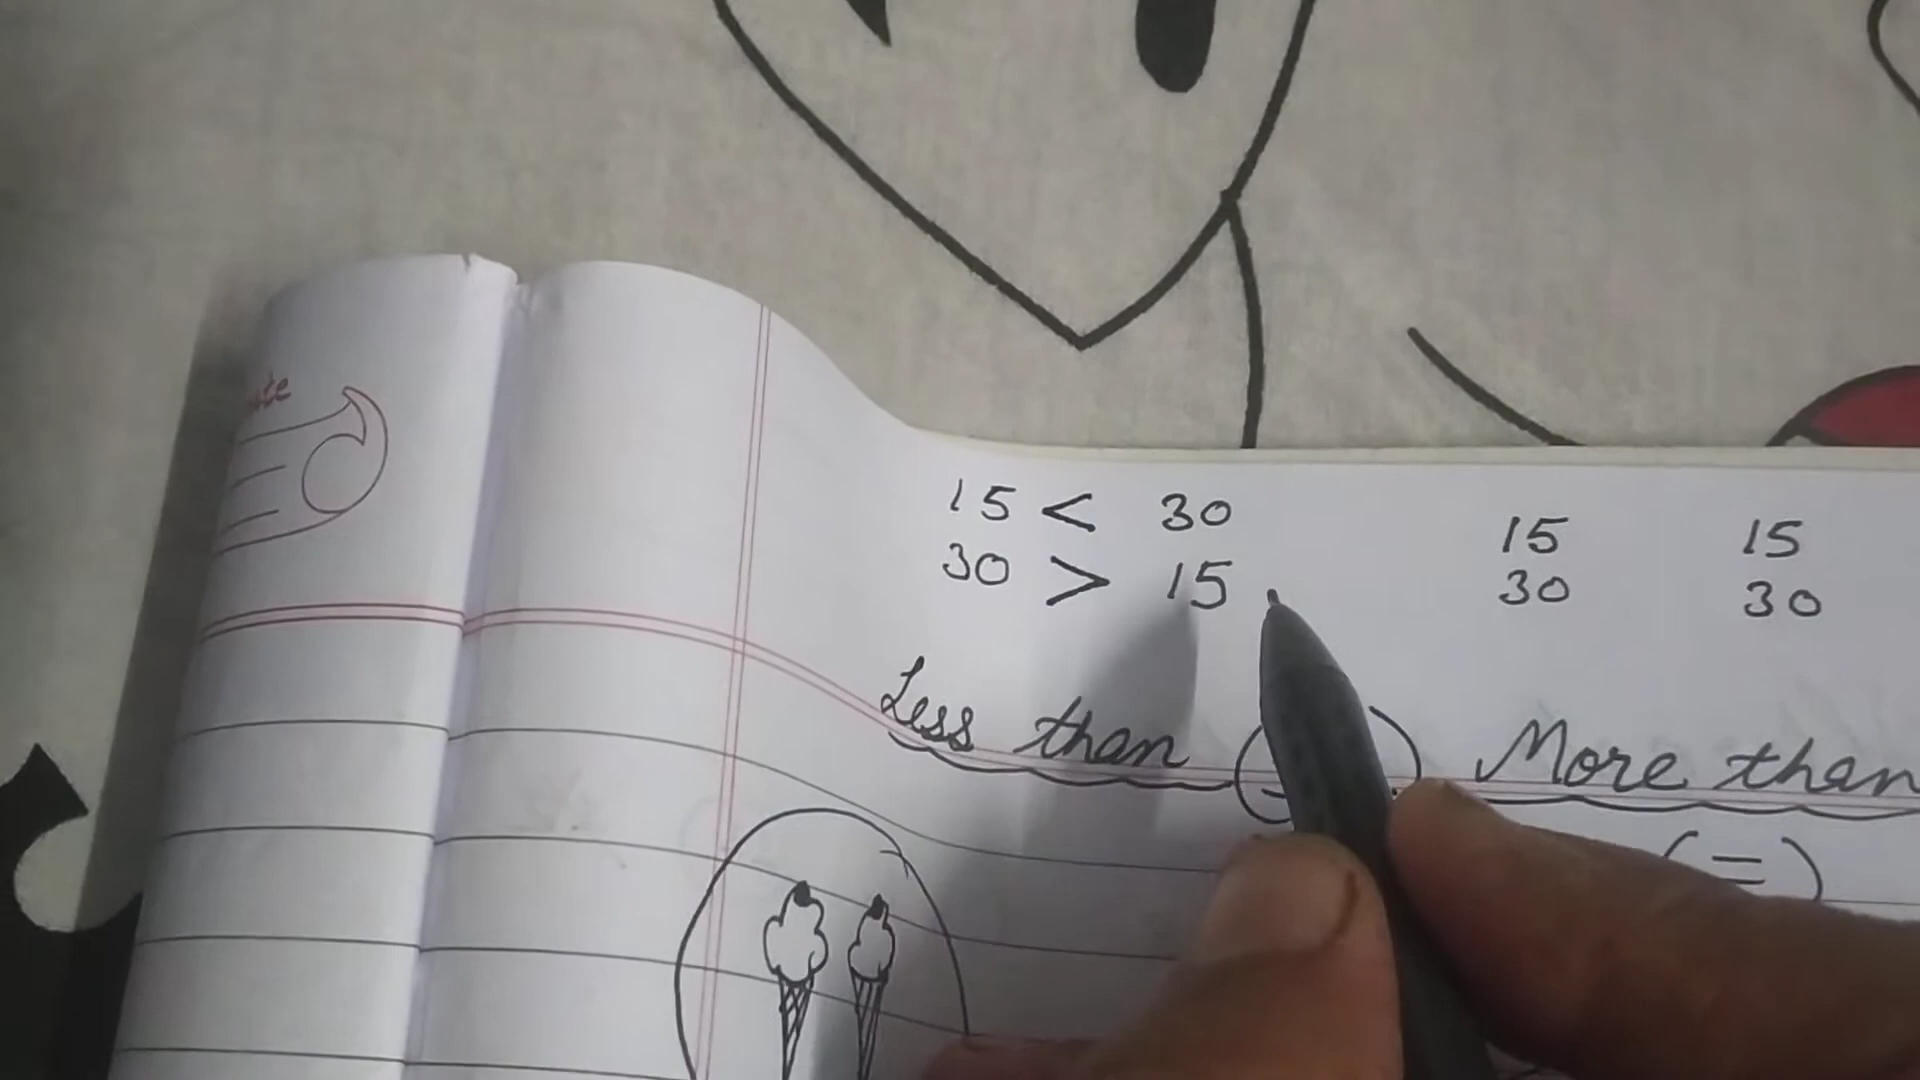 15 < 30 15 15
30 > 15 30 30
Less than ( ) More than
( = )